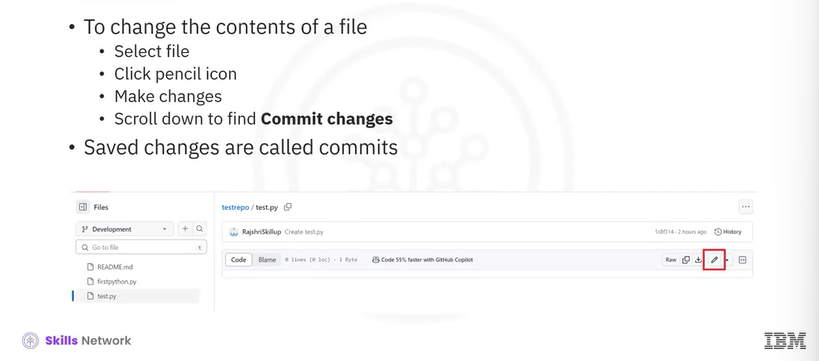 • To change the contents of a file
• Select file
• Click pencil icon
• Make changes
• Scroll down to find Commit changes
• Saved changes are called commits
Files
testrepo / test.py
Development
RajshriSkillup Create test.py
1c8f314 · 2 hours ago
History
Go to file
t
Code
Blame
0 lines (0 loc) · 1 Byte
Code 55% faster with GitHub Copilot
Raw
README.md
firstpython.py
test.py
Skills Network
IBM